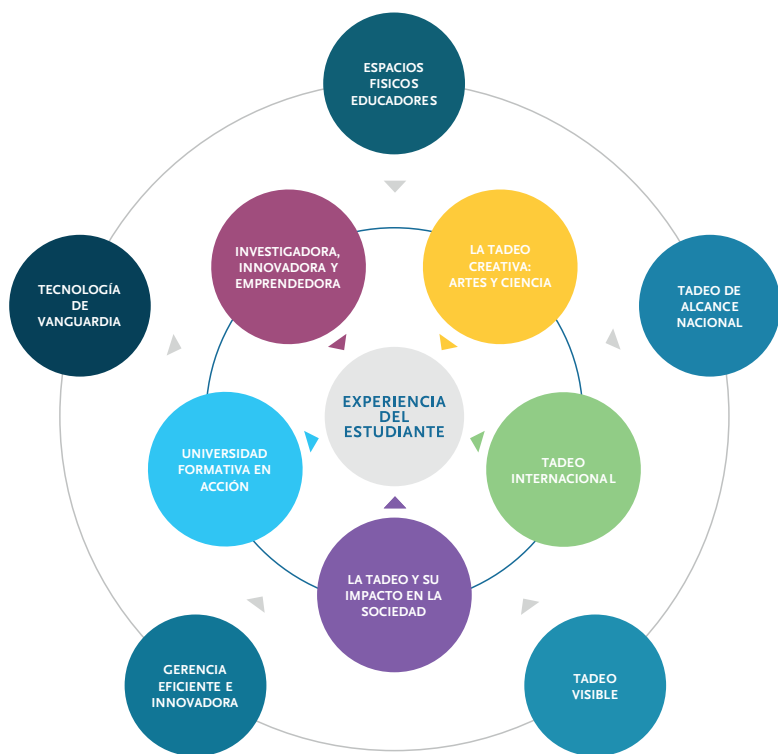 ESPACIOS
FISICOS
EDUCADORES
INVESTIGADORA,
INNOVADORA Y
EMPRENDEDORA
LA TADEO
CREATIVA:
ARTES Y CIENCIA
TECNOLOGÍA
DE
VANGUARDIA
TADEO DE
ALCANCE
NACIONAL
EXPERIENCIA
DEL
ESTUDIANTE
UNIVERSIDAD
FORMATIVA EN
ACCIÓN
TADEO
INTERNACIONAL
LA TADEO Y SU
IMPACTO EN LA
SOCIEDAD
GERENCIA
EFICIENTE E
INNOVADORA
TADEO
VISIBLE